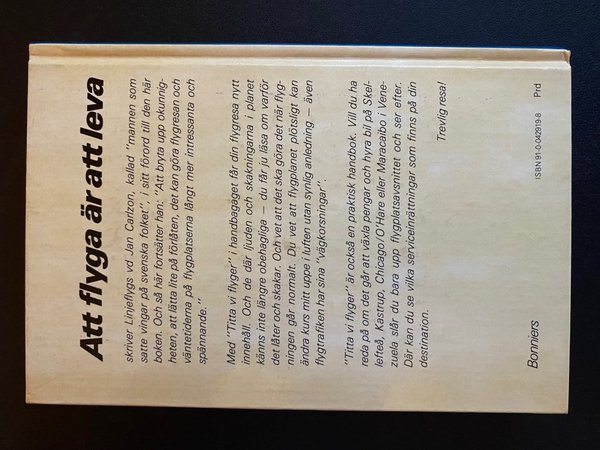 Att flyga är att leva
skriver Linjeflygs vd Jan Carlzon, kallad "mannen som
satte vingar på svenska folket", i sitt förord till den här
boken. Och så här fortsätter han: "Att bryta upp okunnig-
heten, att lätta lite på förlåten, det kan göra flygresan och
väntetiderna på flygplatserna långt mer intressanta och
spännande."
Med "Titta vi flyger" i handbagaget får din flygresa nytt
innehåll. Och de där ljuden och skakningarna i planet
känns inte längre obehagliga – du får ju läsa om varför
det låter och skakar. Och vet att det ska göra det när flyg-
ningen går normalt. Du vet att flygplanet plötsligt kan
ändra kurs mitt uppe i luften utan synlig anledning – även
flygtrafiken har sina "vägkorsningar".
"Titta vi flyger" är också en praktisk handbok. Vill du ha
reda på om det går att växla pengar och hyra bil på Skel-
lefteå, Kastrup, Chicago/O'Hare eller Maracaibo i Vene-
zuela slår du bara upp flygplatsavsnittet och ser efter.
Där kan du se vilka serviceinrättningar som finns på din
destination.
Trevlig resa!
Bonniers
ISBN 91-0-042919-8
Prd